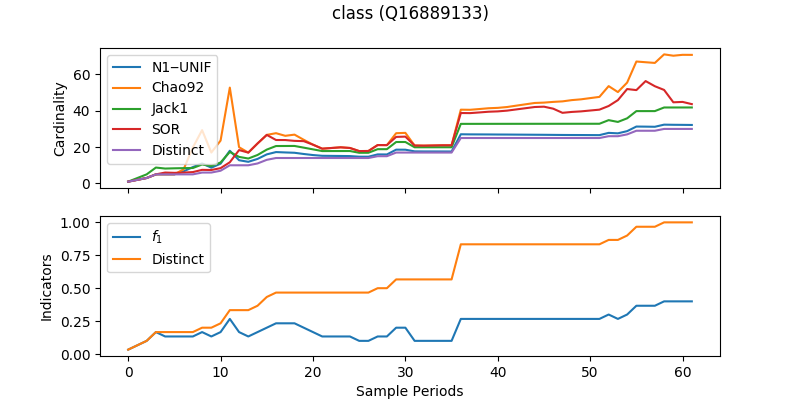 class (Q16889133)
60
40
20
0
Cardinality
N1−UNIF
Chao92
Jack1
SOR
Distinct
1.00
0.75
0.50
0.25
0.00
Indicators
f1
Distinct
0 10 20 30 40 50 60
Sample Periods